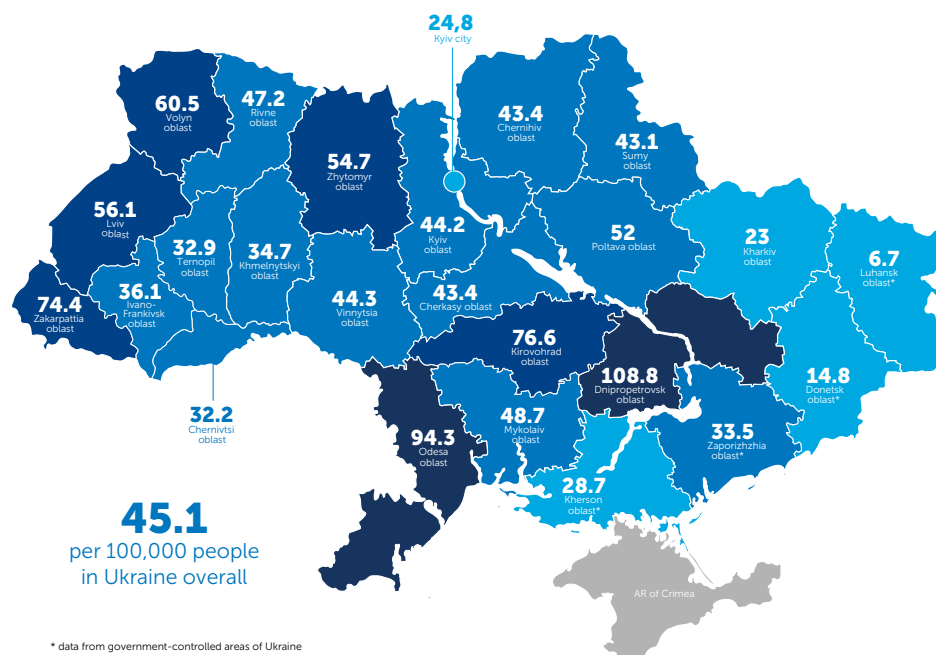 24,8
Kyiv city
60.5
Volyn
oblast
47.2
Rivne
oblast
43.4
Chernihiv
oblast
43.1
Sumy
oblast
54.7
Zhytomyr
oblast
56.1
Lviv
oblast
32.9
Ternopil
oblast
34.7
Khmelnytskyi
oblast
44.2
Kyiv
oblast
52
Poltava oblast
23
Kharkiv
oblast
6.7
Luhansk
oblast*
74.4
Zakarpattia
oblast
36.1
Ivano-
Frankivsk
oblast
44.3
Vinnytsia
oblast
43.4
Cherkasy oblast
76.6
Kirovohrad
oblast
108.8
Dnipropetrovsk
oblast
14.8
Donetsk
oblast*
32.2
Chernivtsi
oblast
94.3
Odesa
oblast
48.7
Mykolaiv
oblast
33.5
Zaporizhzhia
oblast*
28.7
Kherson
oblast*
45.1
per 100,000 people
in Ukraine overall
AR of Crimea
* data from government-controlled areas of Ukraine